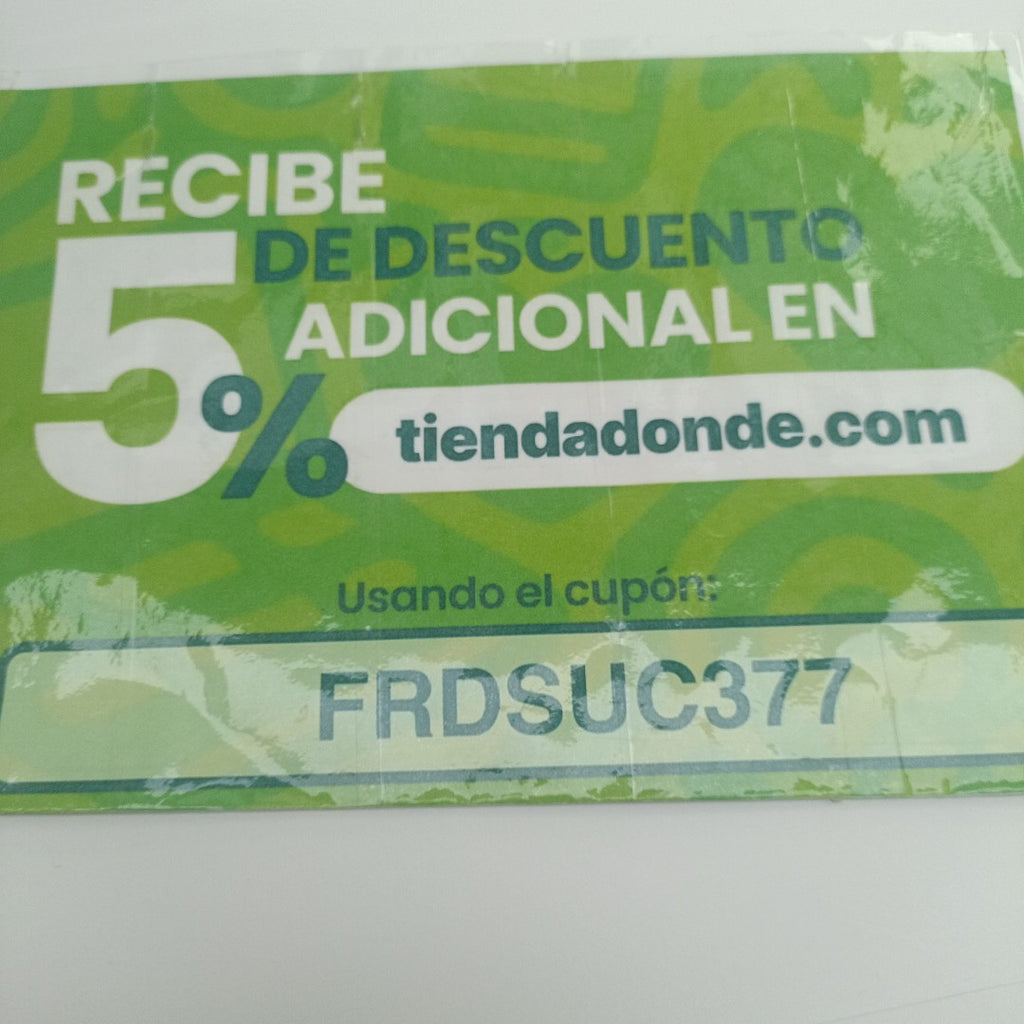 RECIBE
5% DE DESCUENTO
ADICIONAL EN
tiendadonde.com
Usando el cupón:
FRDSUC377